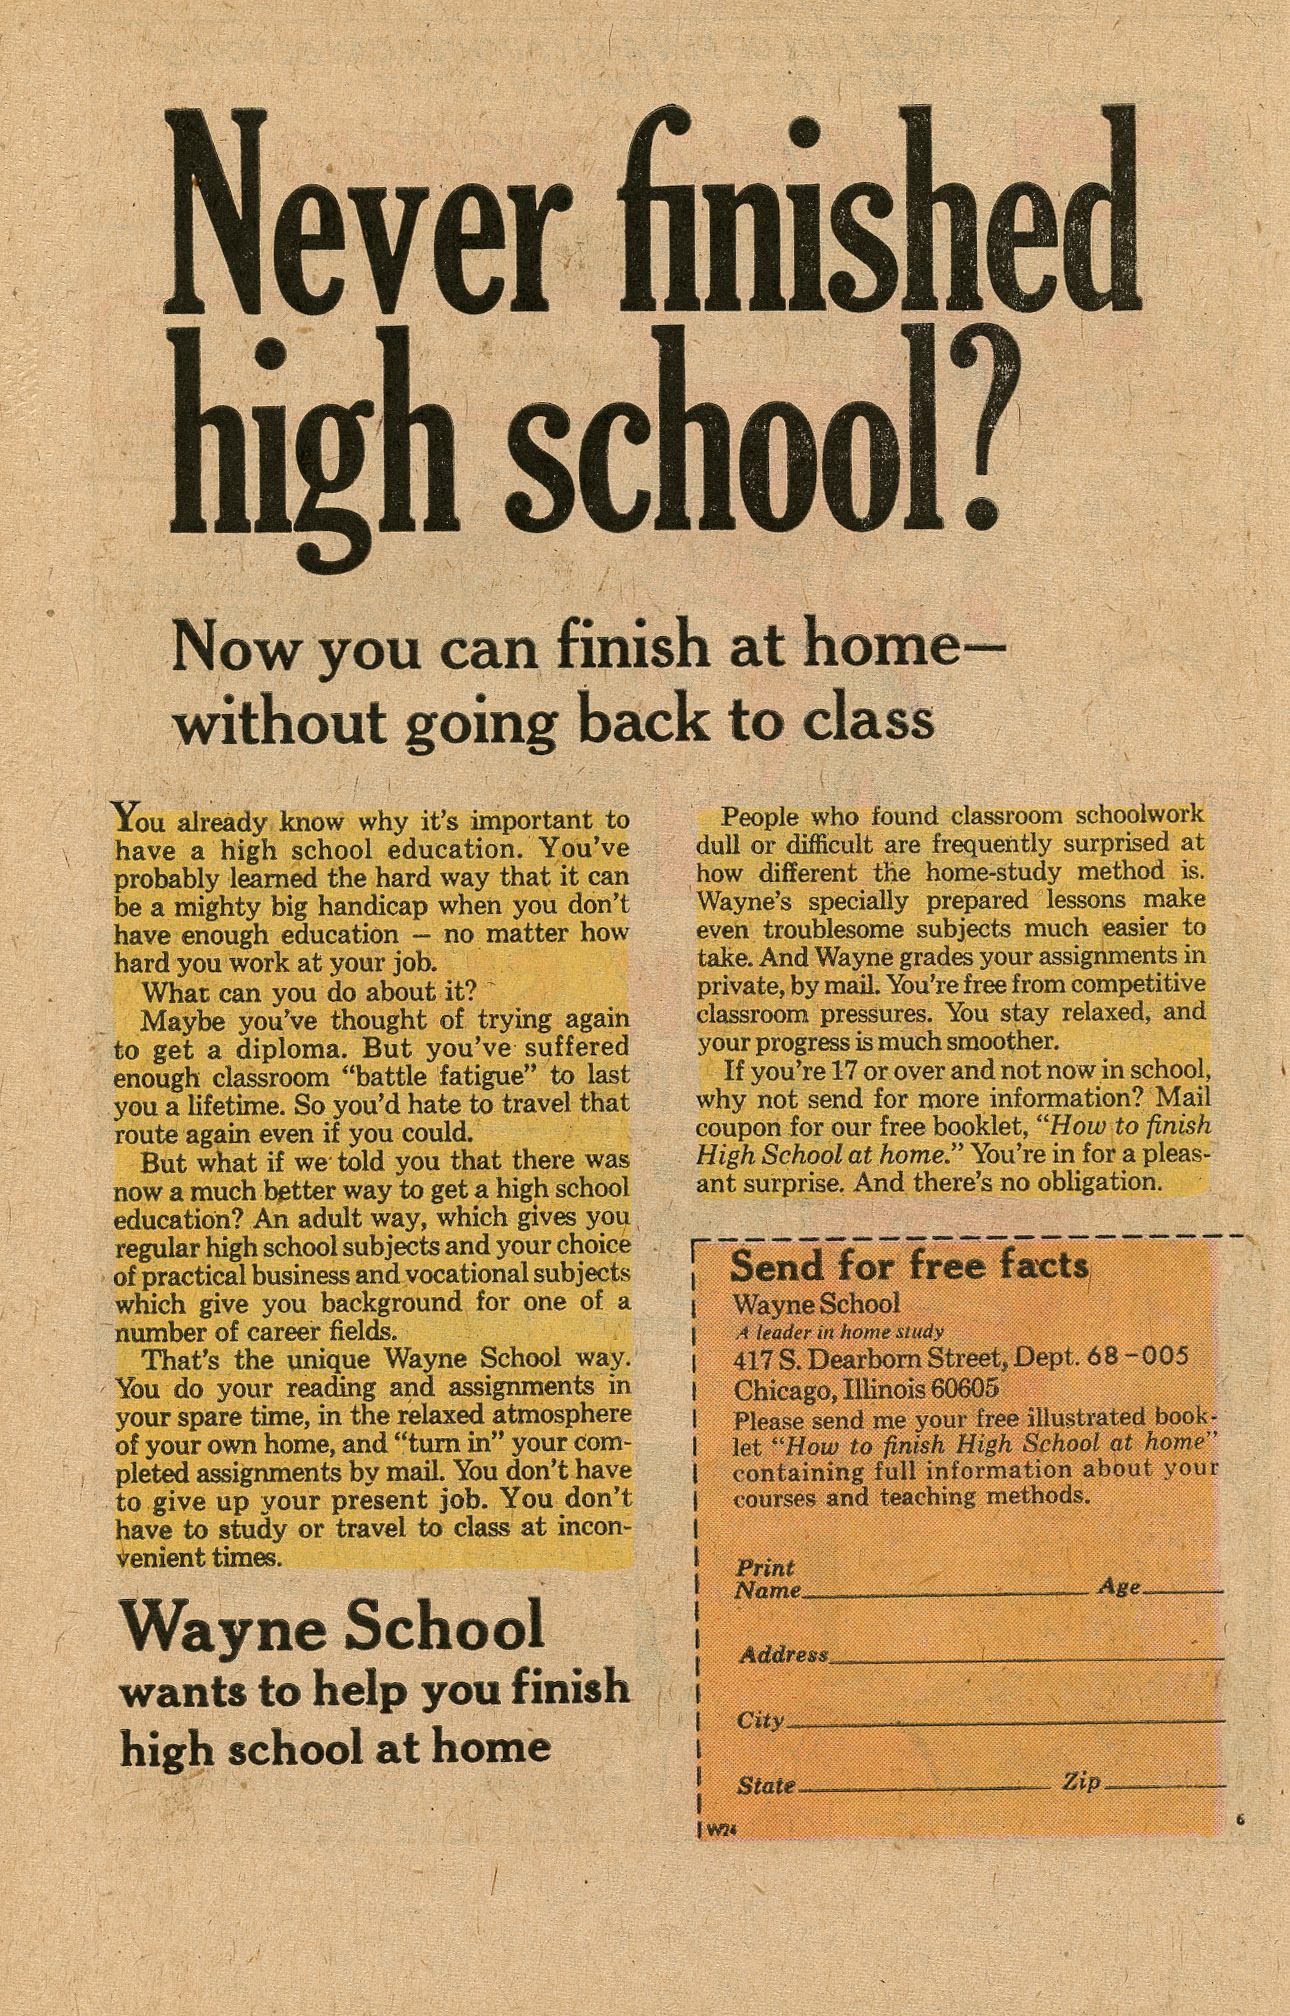 Never finished
high school?
Now you can finish at home—
without going back to class
You already know why it's important to
have a high school education. You've
probably learned the hard way that it can
be a mighty big handicap when you don't
have enough education — no matter how
hard you work at your job.
What can you do about it?
Maybe you've thought of trying again
to get a diploma. But you've suffered
enough classroom “battle fatigue” to last
you a lifetime. So you'd hate to travel that
route again even if you could.
But what if we told you that there was
now a much better way to get a high school
education? An adult way, which gives you
regular high school subjects and your choice
of practical business and vocational subjects
which give you background for one of a
number of career fields.
That's the unique Wayne School way.
You do your reading and assignments in
your spare time, in the relaxed atmosphere
of your own home, and “turn in” your com-
pleted assignments by mail. You don't have
to give up your present job. You don't
have to study or travel to class at incon-
venient times.
Wayne School
wants to help you finish
high school at home
People who found classroom schoolwork
dull or difficult are frequently surprised at
how different the home-study method is.
Wayne's specially prepared lessons make
even troublesome subjects much easier to
take. And Wayne grades your assignments in
private, by mail. You're free from competitive
classroom pressures. You stay relaxed, and
your progress is much smoother.
If you're 17 or over and not now in school,
why not send for more information? Mail
coupon for our free booklet, “How to finish
High School at home.” You're in for a pleas-
ant surprise. And there's no obligation.
Send for free facts
Wayne School
A leader in home study
417 S. Dearborn Street, Dept. 68-005
Chicago, Illinois 60605
Please send me your free illustrated book-
let “How to finish High School at home”
containing full information about your
courses and teaching methods.
Print
Name Age
Address
City
State Zip
W24 6